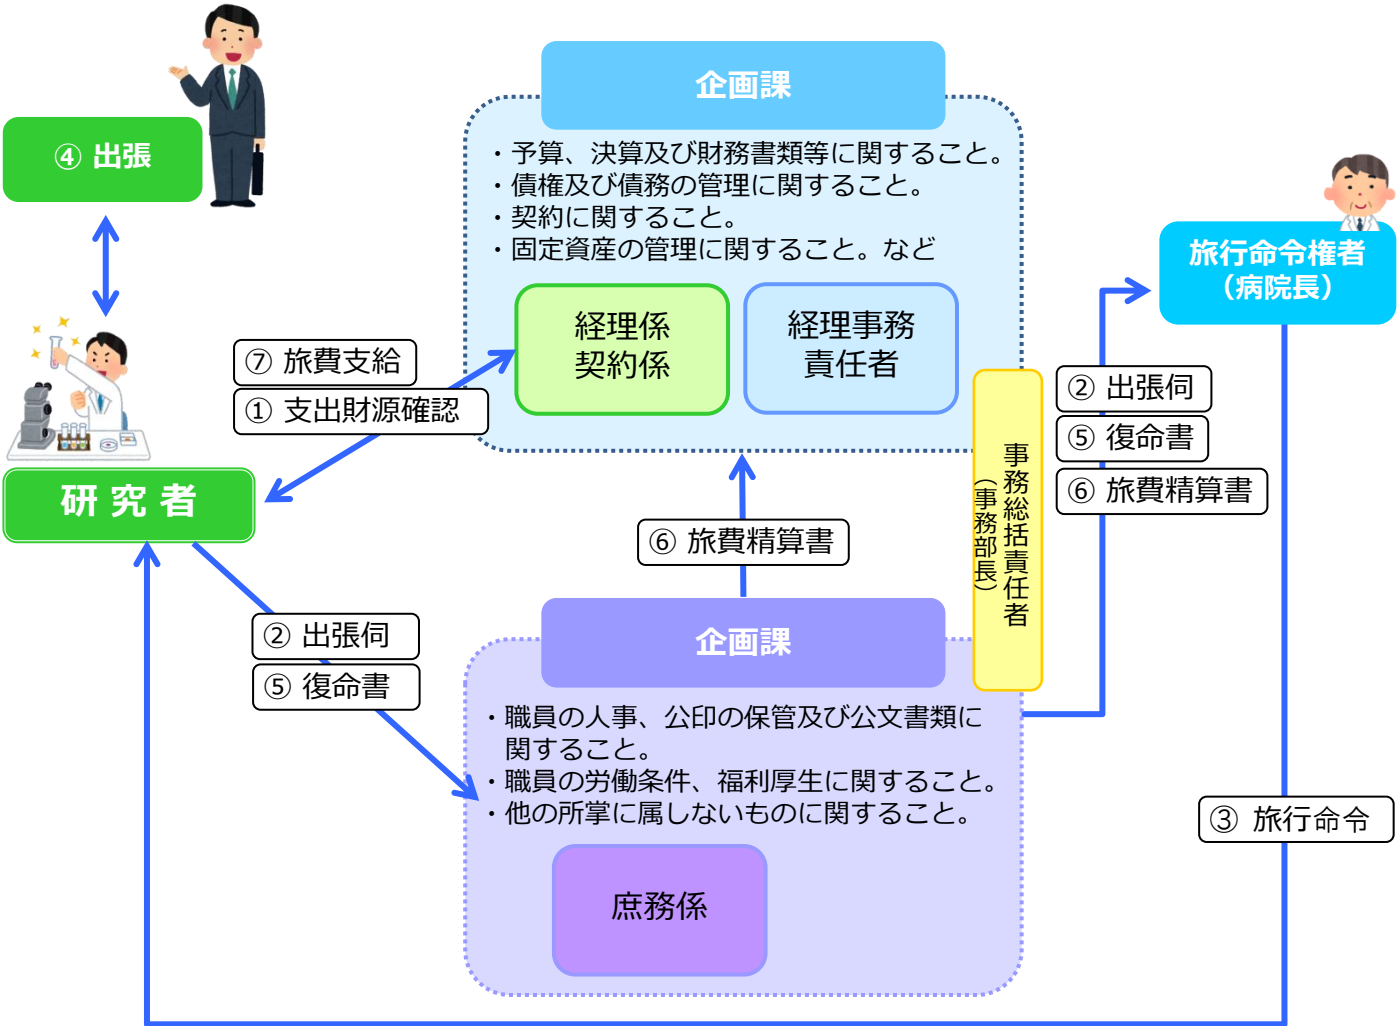 ④ 出張
企画課
・予算、決算及び財務書類等に関すること。
・債権及び債務の管理に関すること。
・契約に関すること。
・固定資産の管理に関すること。など
経理係
契約係
経理事務
責任者
旅行命令権者
（病院長）
⑦ 旅費支給
① 支出財源確認
研 究 者
② 出張伺
⑤ 復命書
⑥ 旅費精算書
事務総括責任者
（事務部長）
⑥ 旅費精算書
② 出張伺
⑤ 復命書
企画課
・職員の人事、公印の保管及び公文書類に
関すること。
・職員の労働条件、福利厚生に関すること。
・他の所掌に属しないものに関すること。
庶務係
③ 旅行命令